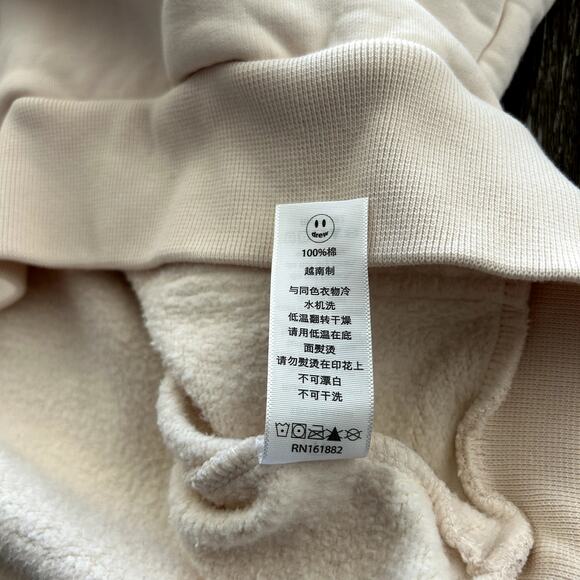 drew
100%棉
越南制
与同色衣物冷
水机洗
低温翻转干燥
请用低温在底
面熨烫
请勿熨烫在印花上
不可漂白
不可干洗
RN161882